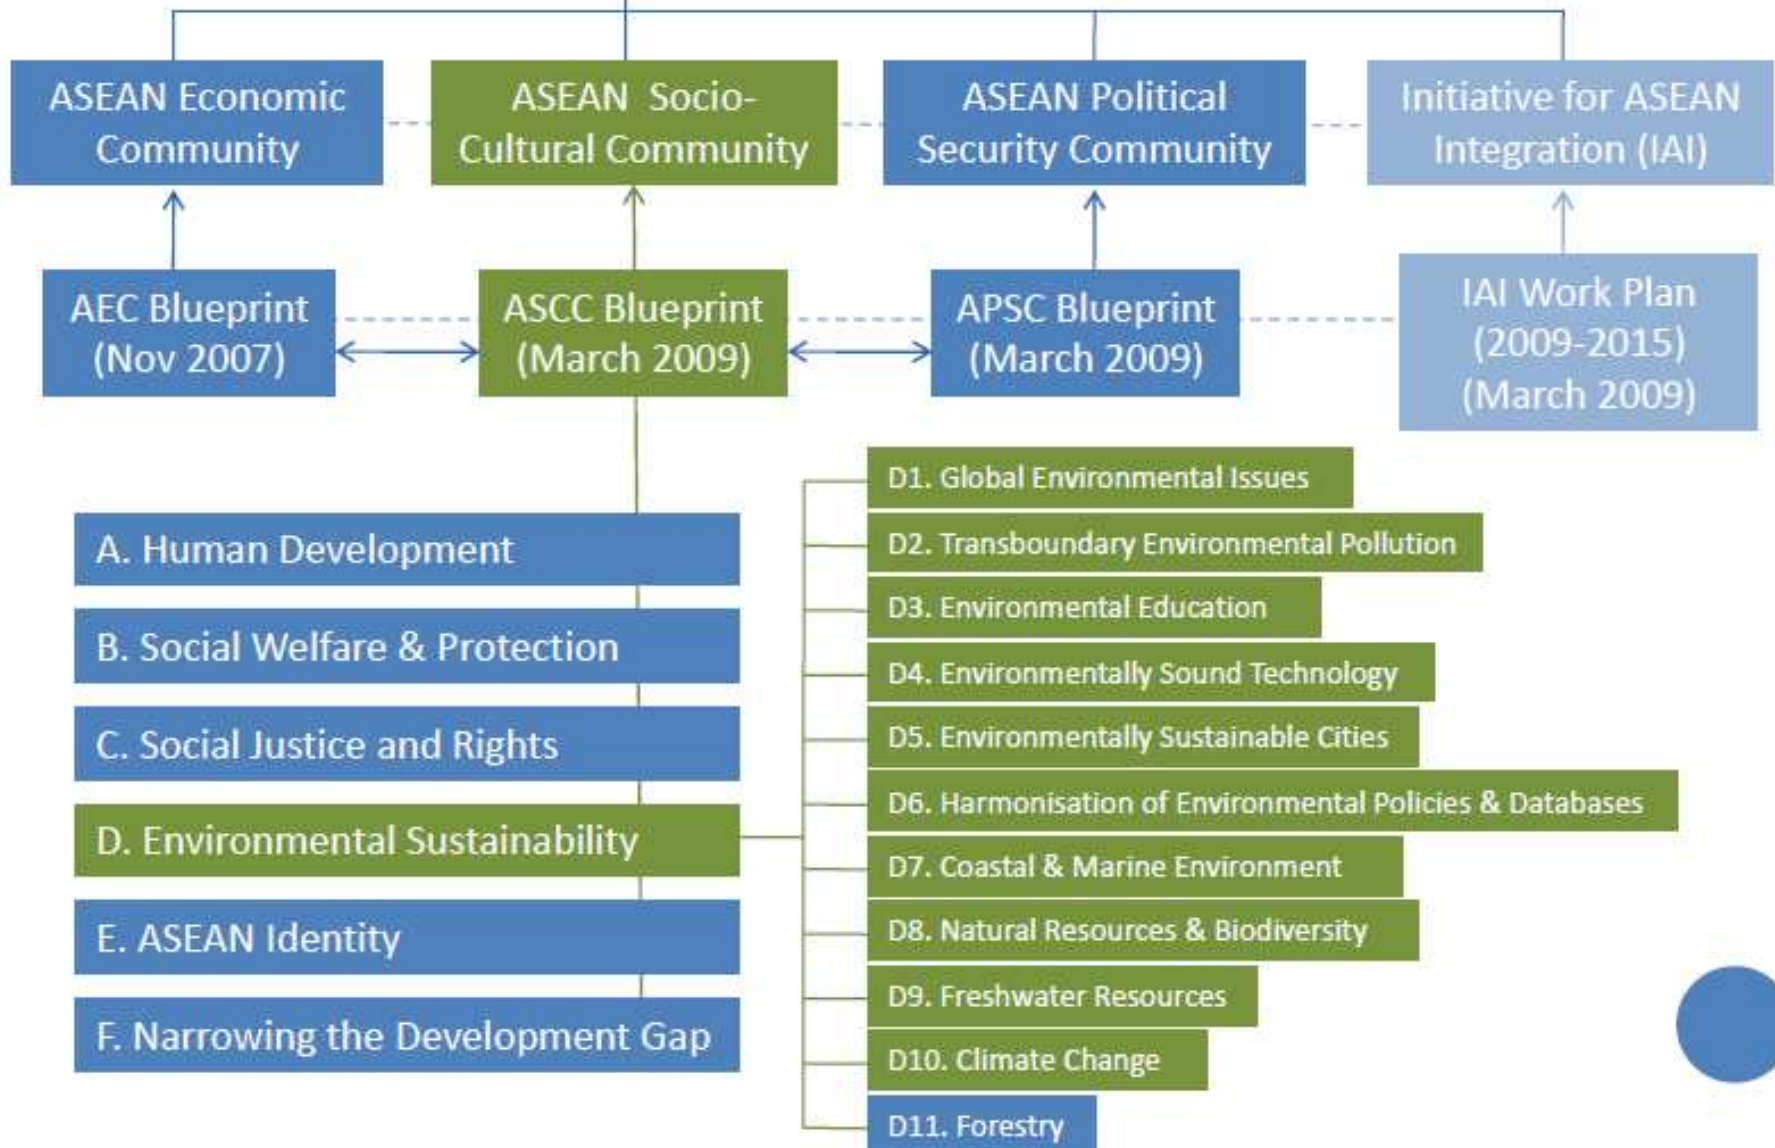 ASEAN Economic
Community
ASEAN Socio-
Cultural Community
ASEAN Political
Security Community
Initiative for ASEAN
Integration (IAI)
AEC Blueprint
(Nov 2007)
ASCC Blueprint
(March 2009)
APSC Blueprint
(March 2009)
IAI Work Plan
(2009-2015)
(March 2009)
A. Human Development
B. Social Welfare & Protection
C. Social Justice and Rights
D. Environmental Sustainability
E. ASEAN Identity
F. Narrowing the Development Gap
D1. Global Environmental Issues
D2. Transboundary Environmental Pollution
D3. Environmental Education
D4. Environmentally Sound Technology
D5. Environmentally Sustainable Cities
D6. Harmonisation of Environmental Policies & Databases
D7. Coastal & Marine Environment
D8. Natural Resources & Biodiversity
D9. Freshwater Resources
D10. Climate Change
D11. Forestry